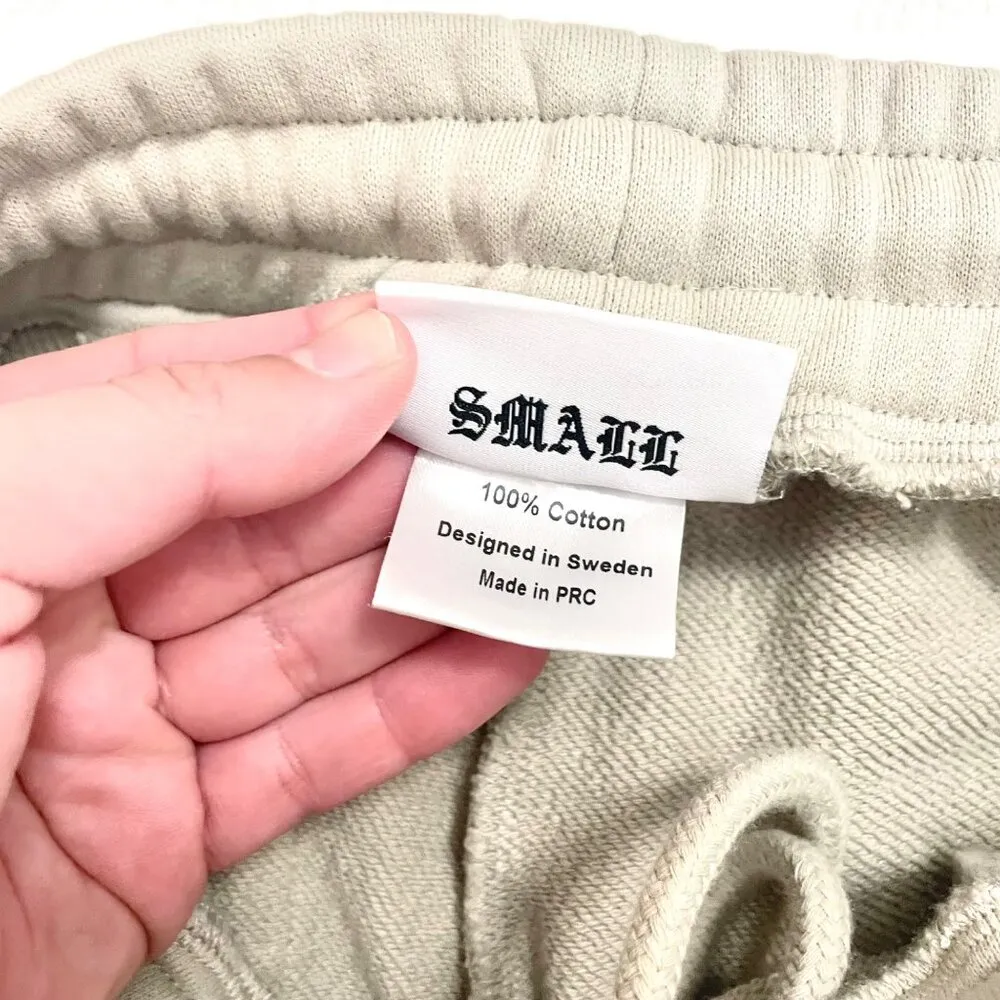 SMALL
100% Cotton
Designed in Sweden
Made in PRC